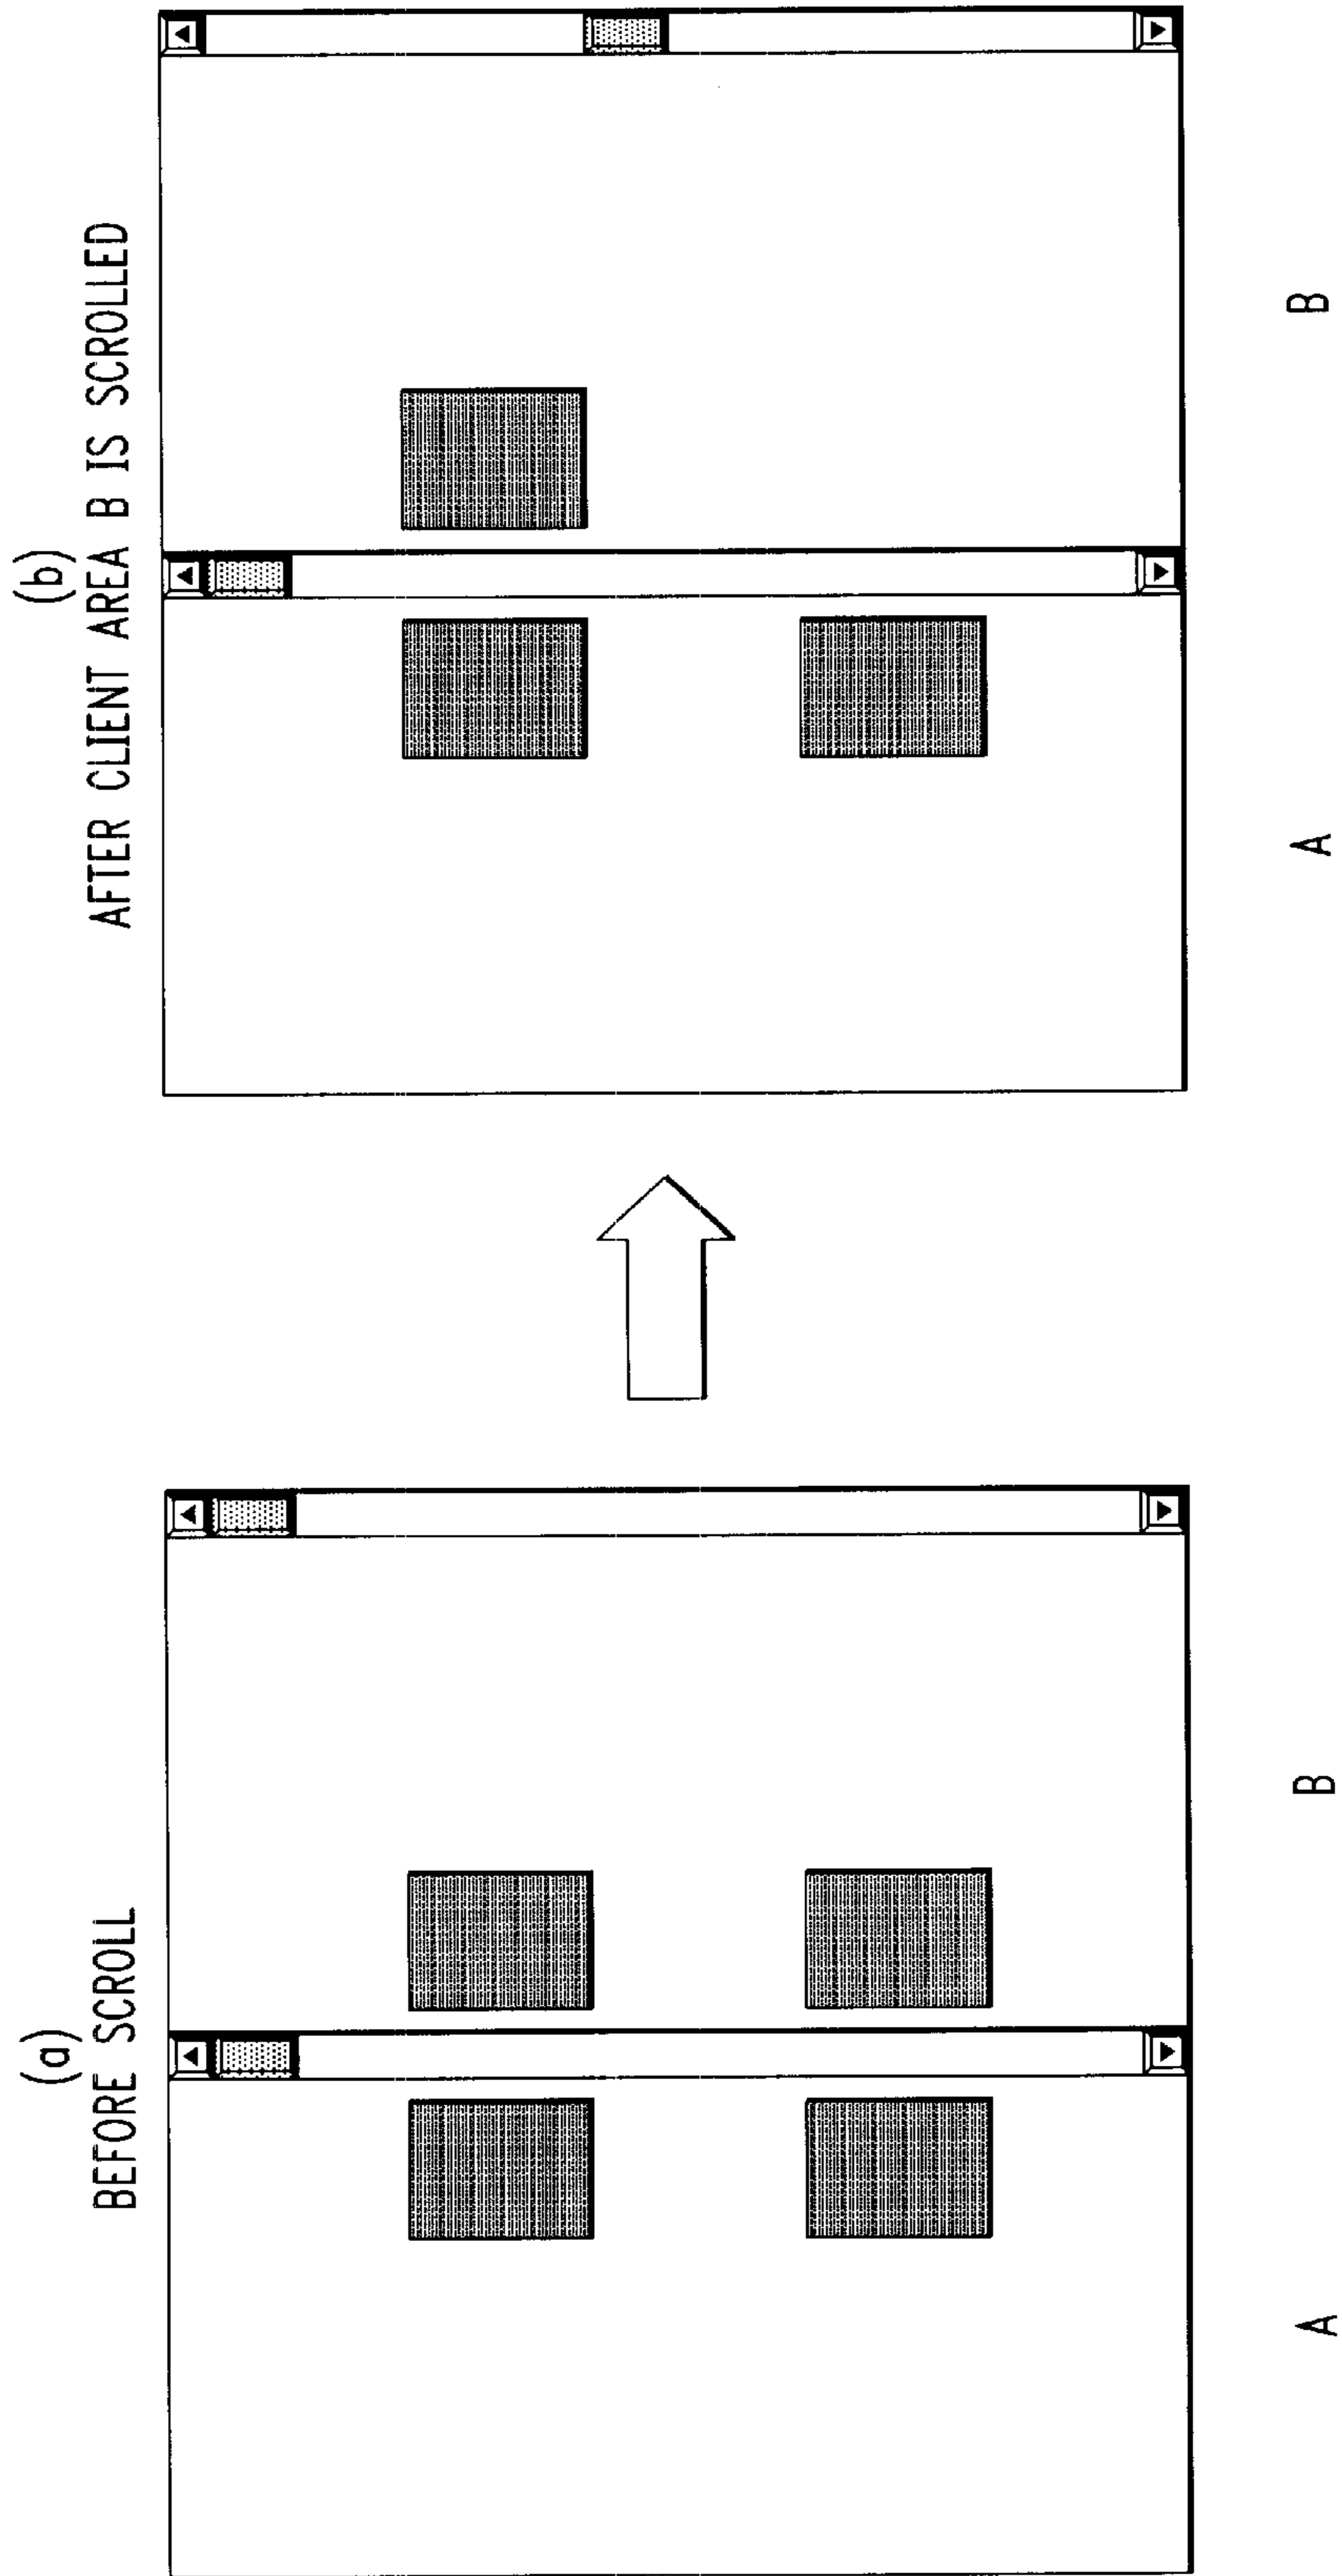 (a)
BEFORE SCROLL
A
B
(b)
AFTER CLIENT AREA B IS SCROLLED
A
B